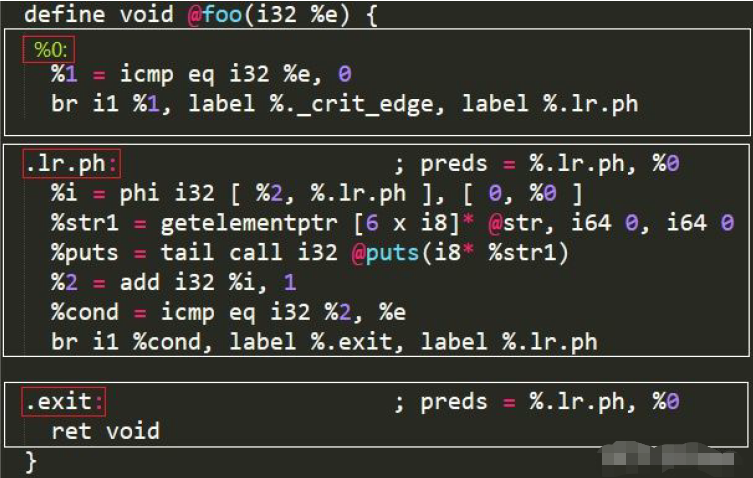 define void @foo(i32 %e) {
%0:
%1 = icmp eq i32 %e, 0
br i1 %1, label %._crit_edge, label %.lr.ph
.lr.ph: ; preds = %.lr.ph, %0
%i = phi i32 [ %2, %.lr.ph ], [ 0, %0 ]
%str1 = getelementptr [6 x i8]* @str, i64 0, i64 0
%puts = tail call i32 @puts(i8* %str1)
%2 = add i32 %i, 1
%cond = icmp eq i32 %2, %e
br i1 %cond, label %.exit, label %.lr.ph
.exit: ; preds = %.lr.ph, %0
ret void
}